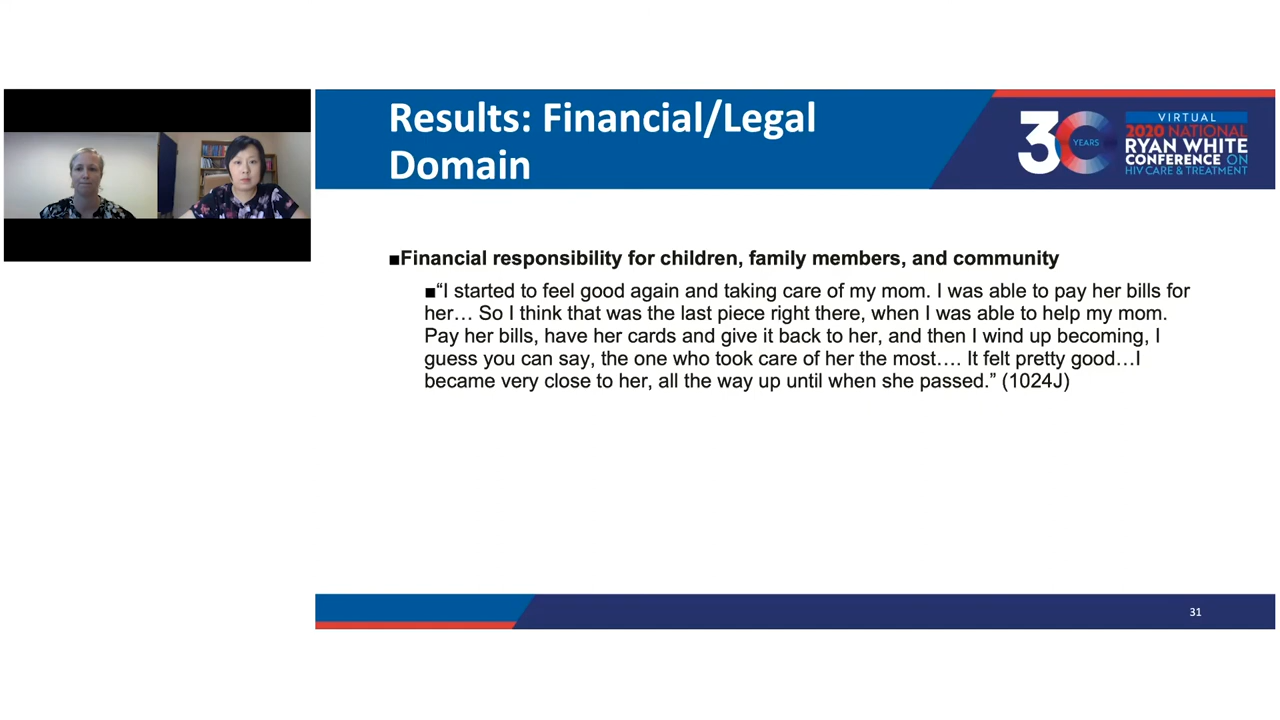 Results: Financial/Legal
Domain
30
YEARS
VIRTUAL
2020 NATIONAL
RYAN WHITE
CONFERENCE ON
HIV CARE & TREATMENT
■Financial responsibility for children, family members, and community
■“I started to feel good again and taking care of my mom. I was able to pay her bills for
her… So I think that was the last piece right there, when I was able to help my mom.
Pay her bills, have her cards and give it back to her, and then I wind up becoming, I
guess you can say, the one who took care of her the most…. It felt pretty good…I
became very close to her, all the way up until when she passed.” (1024J)
31